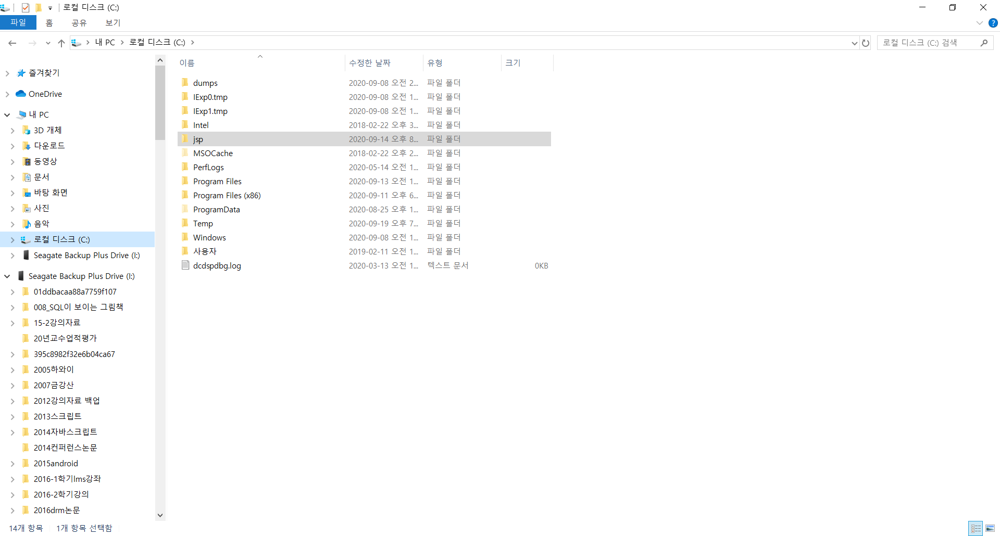 로컬 디스크 (C:)
파일 홈 공유 보기
내 PC 로컬 디스크 (C:) 로컬 디스크 (C:) 검색
즐겨찾기
OneDrive
내 PC
3D 개체
다운로드
동영상
문서
바탕 화면
사진
음악
로컬 디스크 (C:)
Seagate Backup Plus Drive (I:)
Seagate Backup Plus Drive (I:)
01ddbacaa88a7759f107
008_SQL이 보이는 그림책
15-2강의자료
20년교수업적평가
395c8982f32e6b04ca67
2005하와이
2007금강산
2012강의자료 백업
2013스크립트
2014자바스크립트
2014컨퍼런스논문
2015android
2016-1학기lms강좌
2016-2학기강의
2016drm논문
이름 수정한 날짜 유형 크기
dumps 2020-09-08 오전 2... 파일 폴더
IExp0.tmp 2020-09-08 오전 1... 파일 폴더
IExp1.tmp 2020-09-08 오전 1... 파일 폴더
Intel 2018-02-22 오후 3... 파일 폴더
jsp 2020-09-14 오후 8... 파일 폴더
MSOCache 2018-02-22 오후 2... 파일 폴더
PerfLogs 2020-05-14 오전 1... 파일 폴더
Program Files 2020-09-13 오전 1... 파일 폴더
Program Files (x86) 2020-09-11 오후 6... 파일 폴더
ProgramData 2020-08-25 오후 1... 파일 폴더
Temp 2020-09-19 오후 7... 파일 폴더
Windows 2020-09-08 오전 1... 파일 폴더
사용자 2019-02-11 오전 1... 파일 폴더
dcdspdbg.log 2020-03-13 오전 1... 텍스트 문서 0KB
14개 항목 1개 항목 선택함